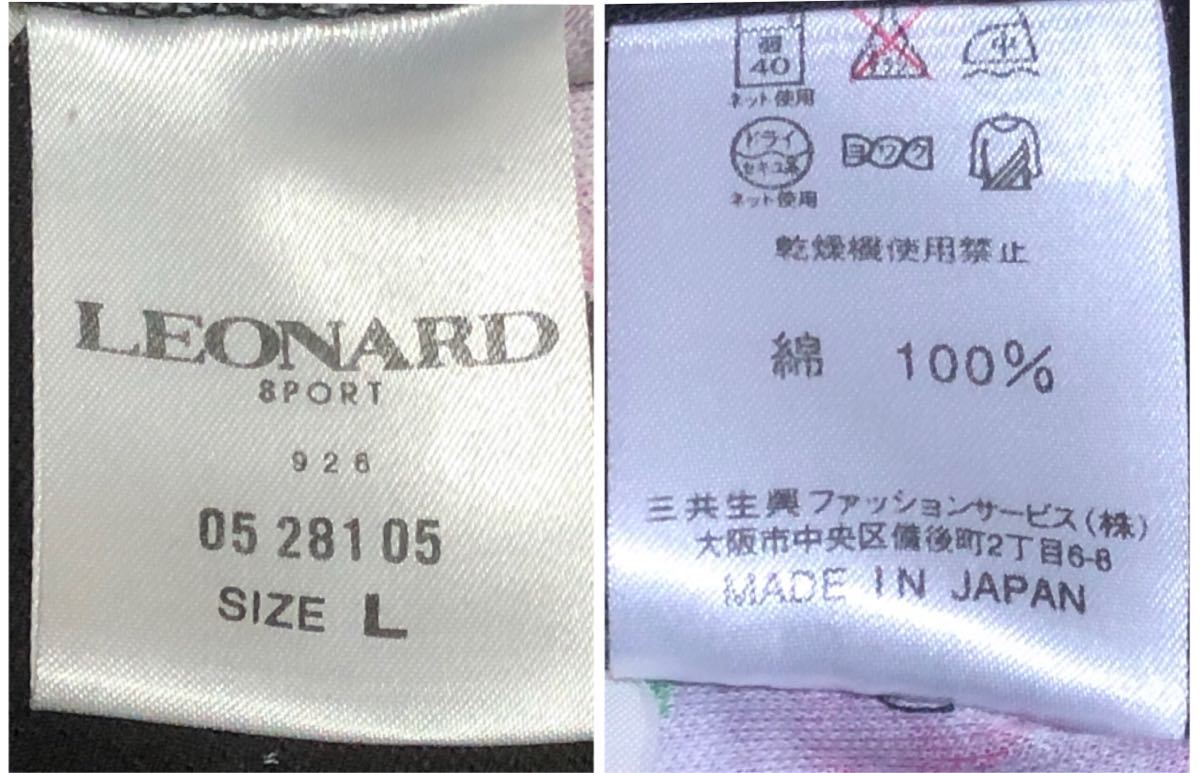 LEONARD
SPORT
926
05 281 05
SIZE L
40
ネット使用
中
ドライ
セキユ系
ヨワク
ネット使用
乾燥機使用禁止
綿 100%
三共生興ファッションサービス(株)
大阪市中央区備後町2丁目6-8
MADE IN JAPAN